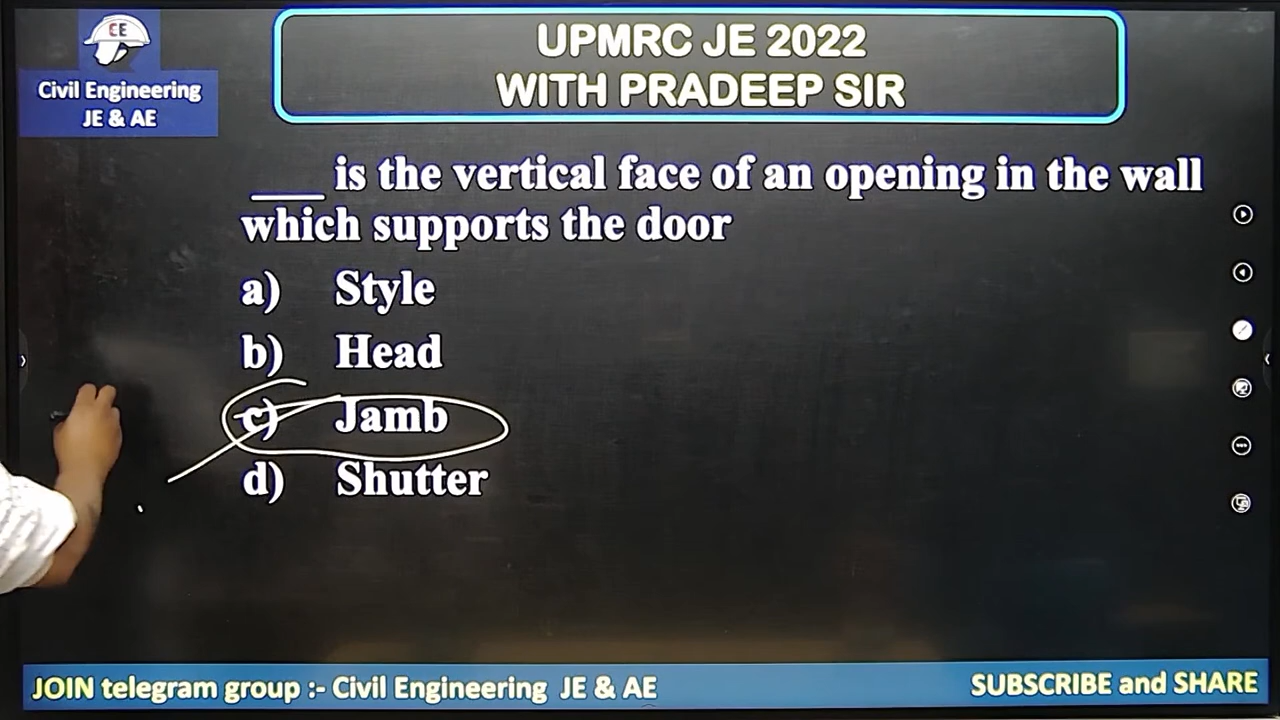 CE
Civil Engineering
JE & AE
UPMRC JE 2022
WITH PRADEEP SIR
___ is the vertical face of an opening in the wall
which supports the door
a) Style
b) Head
c) Jamb
d) Shutter
JOIN telegram group :- Civil Engineering JE & AE
SUBSCRIBE and SHARE